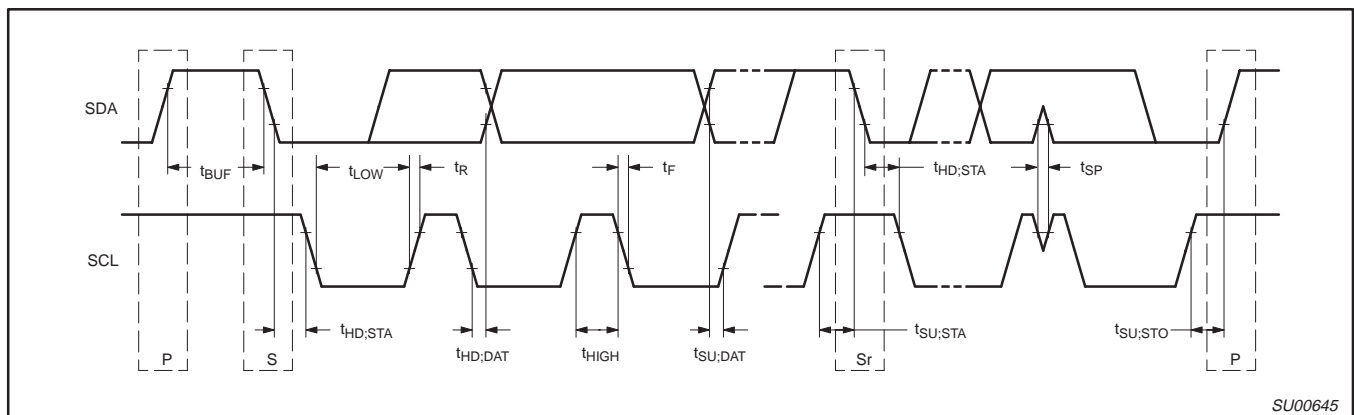 SDA
tBUF
tLOW
tR
tF
tHD;STA
tSP
SCL
tHD;STA
tHD;DAT
tHIGH
tSU;DAT
tSU;STA
tSU;STO
P
S
Sr
P
SU00645